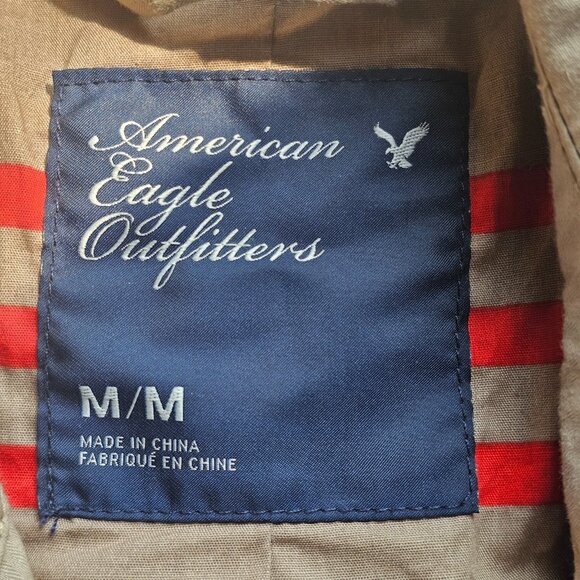 American
Eagle
Outfitters
M/M
MADE IN CHINA
FABRIQUÉ EN CHINE